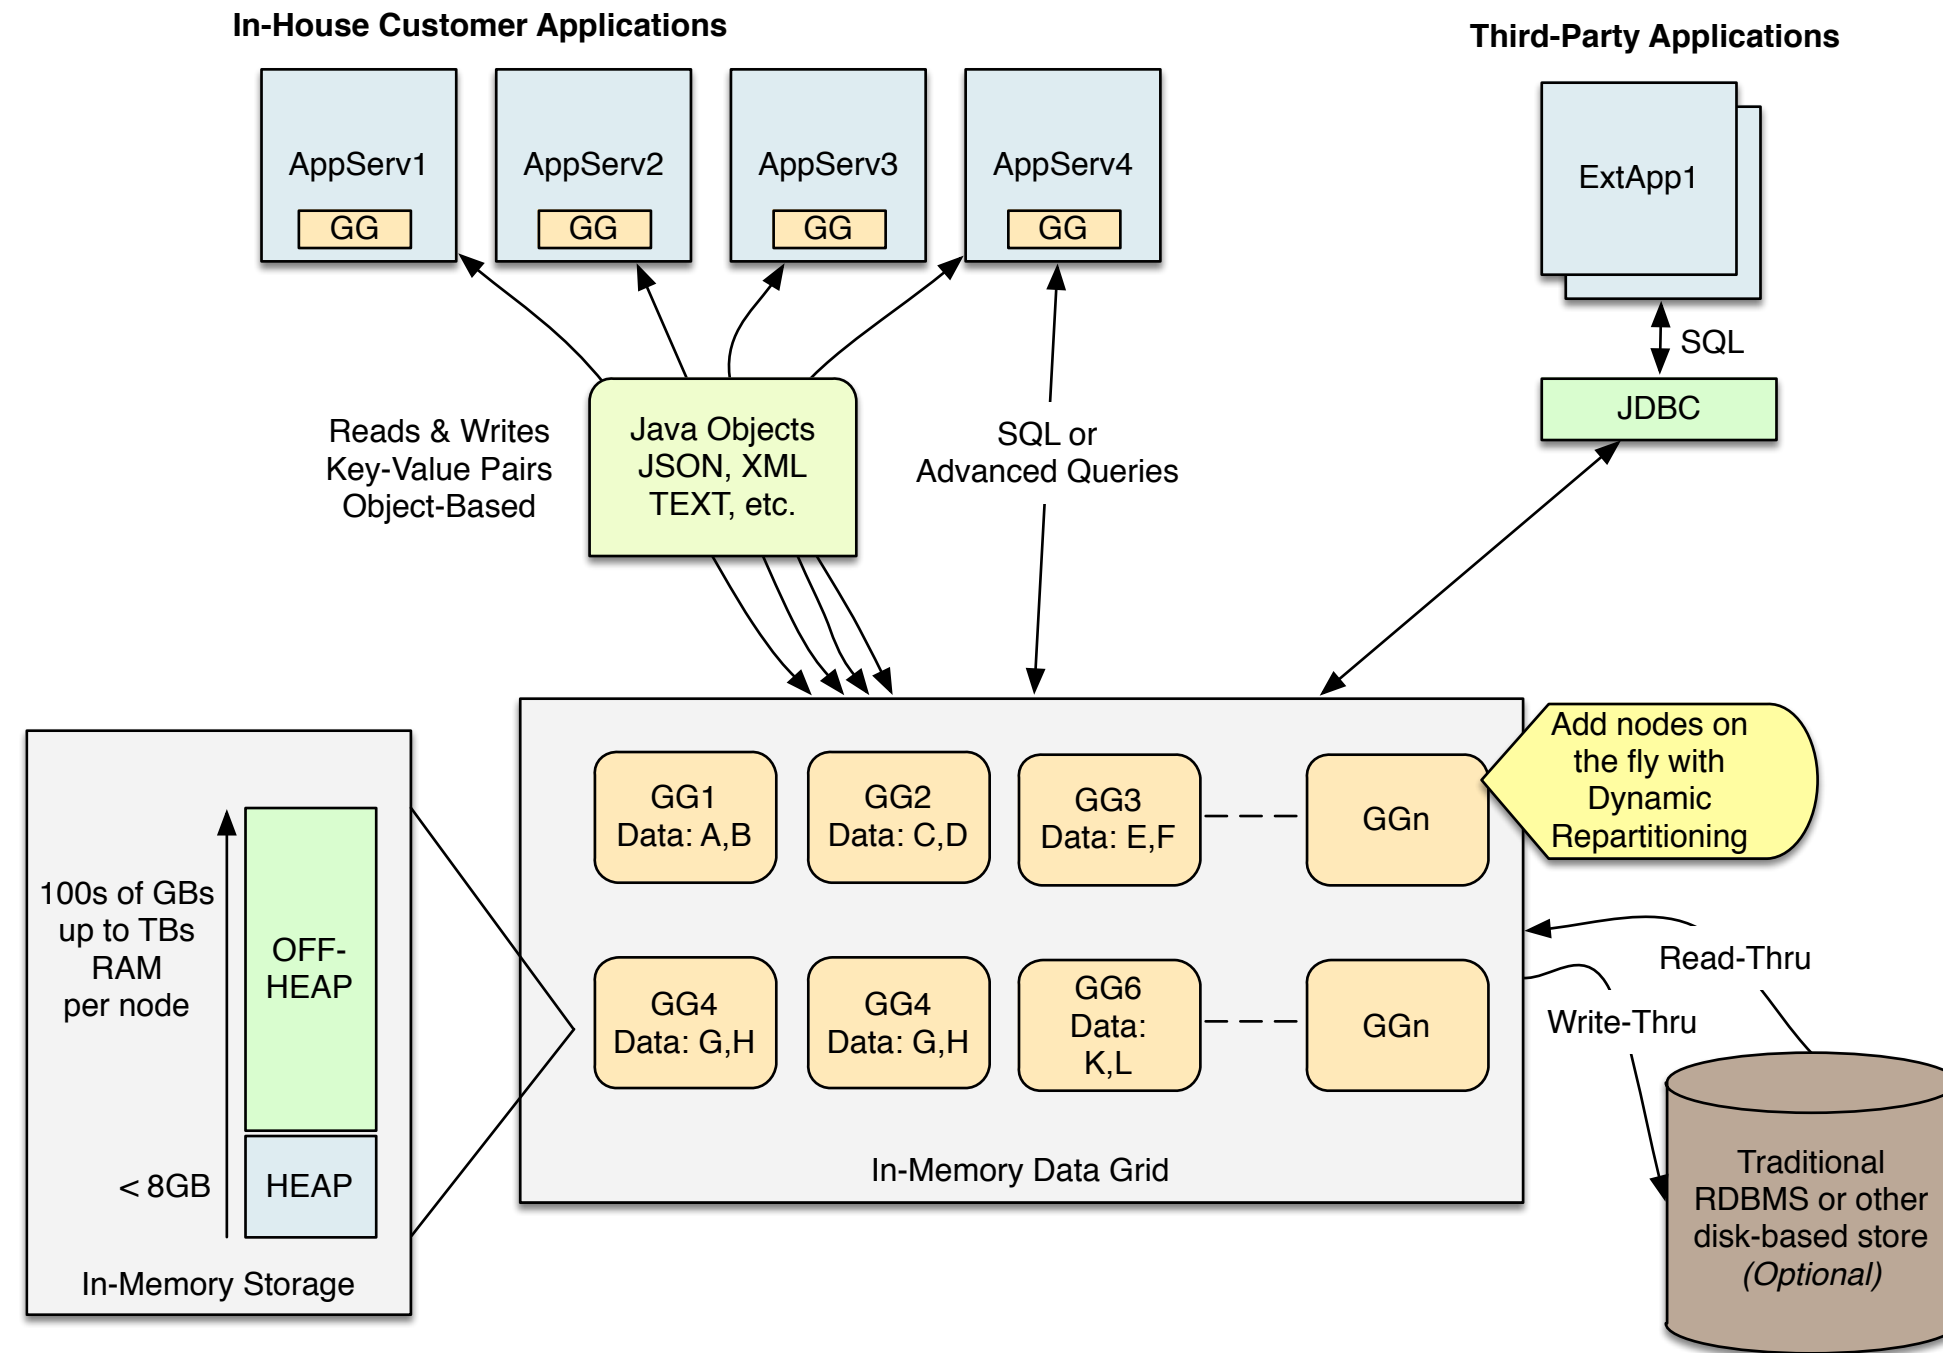 In-House Customer Applications
Third-Party Applications
AppServ1
GG
AppServ2
GG
AppServ3
GG
AppServ4
GG
ExtApp1
SQL
JDBC
Reads & Writes
Key-Value Pairs
Object-Based
Java Objects
JSON, XML
TEXT, etc.
SQL or
Advanced Queries
GG1
Data: A,B
GG2
Data: C,D
GG3
Data: E,F
GGn
Add nodes on
the fly with
Dynamic
Repartitioning
GG4
Data: G,H
GG4
Data: G,H
GG6
Data:
K,L
GGn
In-Memory Data Grid
100s of GBs
up to TBs
RAM
per node
OFF-
HEAP
< 8GB
HEAP
In-Memory Storage
Read-Thru
Write-Thru
Traditional
RDBMS or other
disk-based store
(Optional)